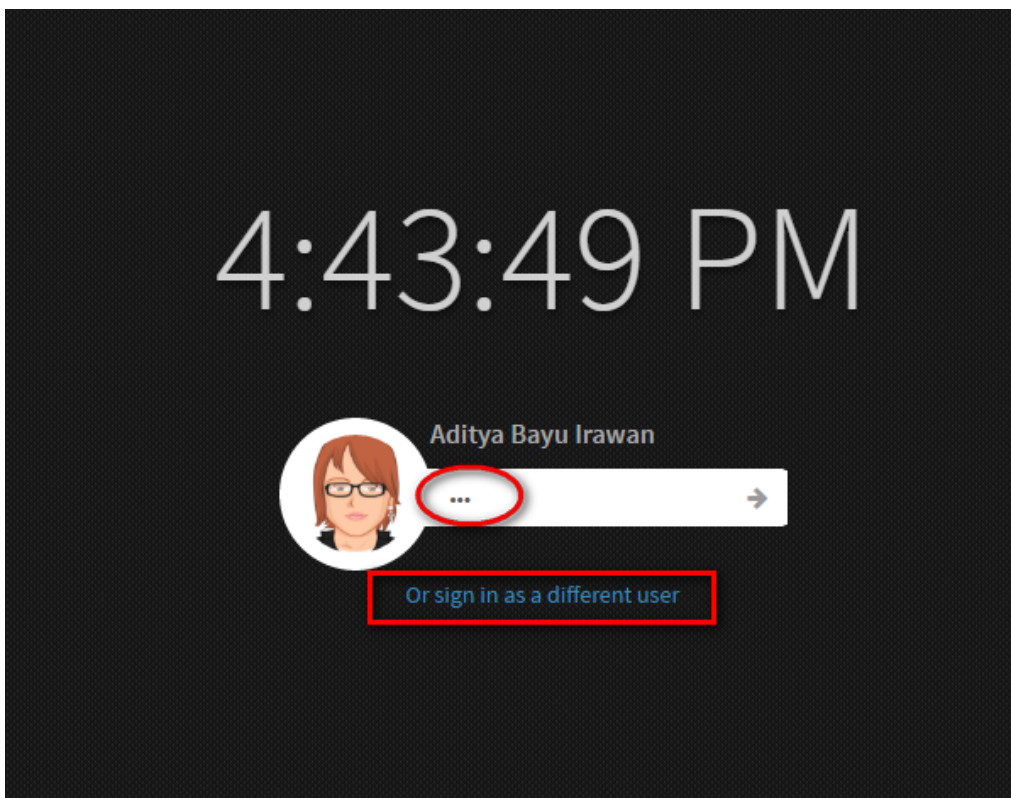 4:43:49 PM
Aditya Bayu Irawan
•••
Or sign in as a different user